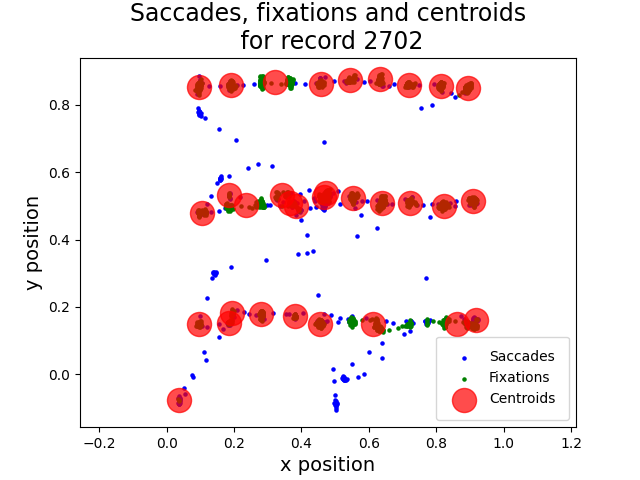 Saccades, fixations and centroids
for record 2702
y position
0.8
0.6
0.4
0.2
0.0
−0.2
0.0
0.2
0.4
0.6
0.8
1.0
1.2
x position
Saccades
Fixations
Centroids